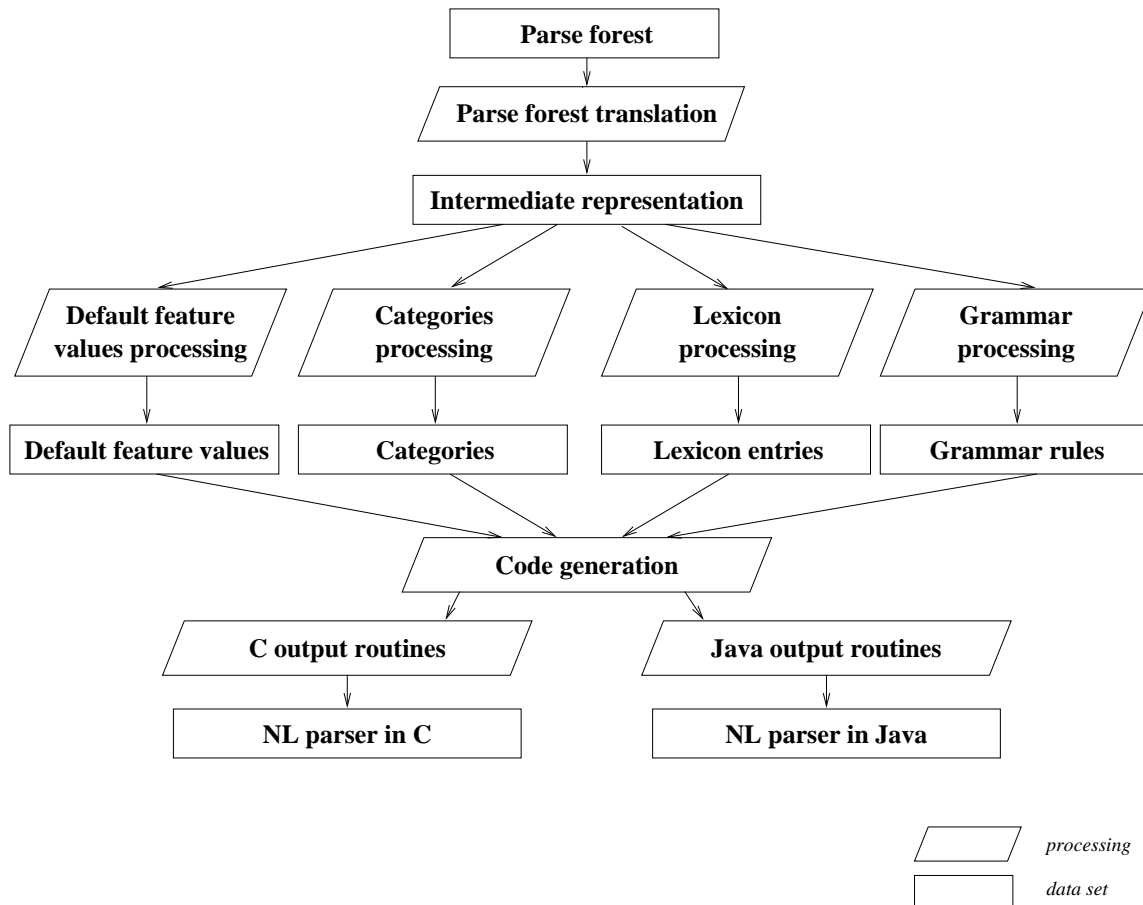 Parse forest
Parse forest translation
Intermediate representation
Default feature
values processing
Categories
processing
Lexicon
processing
Grammar
processing
Default feature values
Categories
Lexicon entries
Grammar rules
Code generation
C output routines
Java output routines
NL parser in C
NL parser in Java
processing
data set